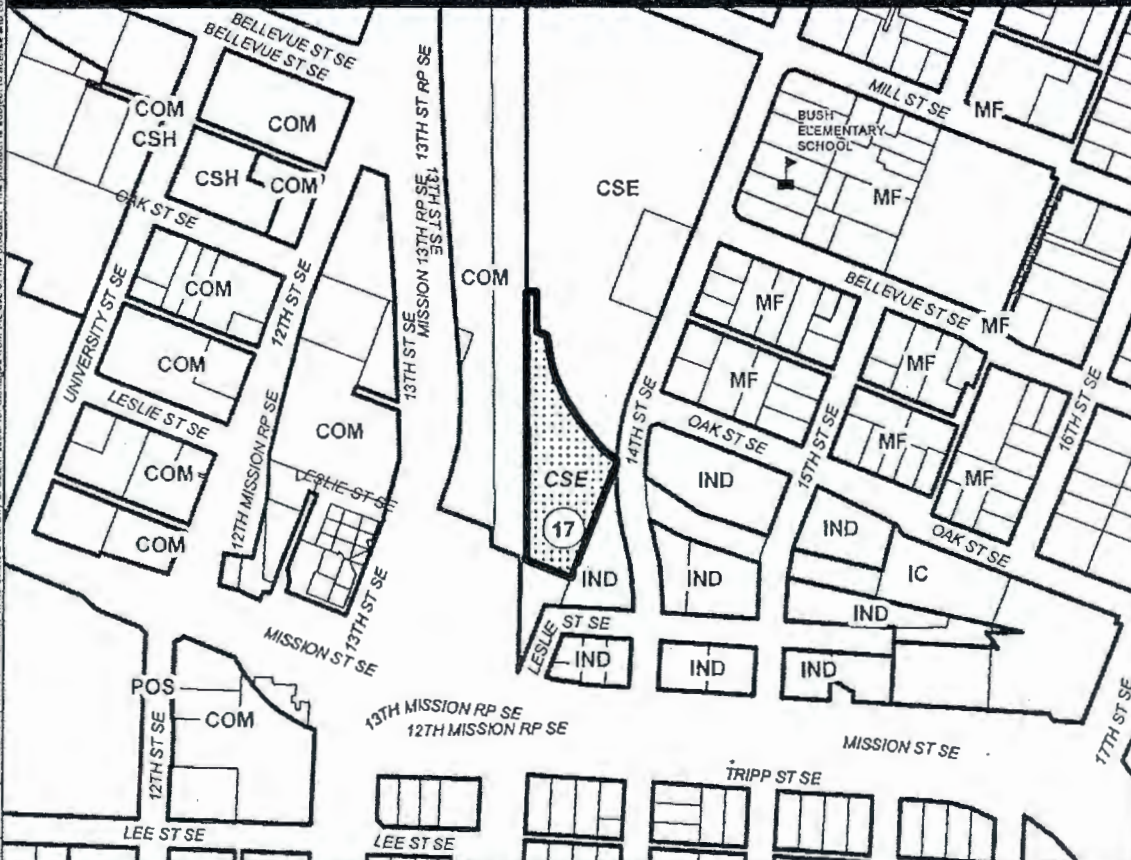 BELLEVUE ST SE
BELLEVUE ST SE
COM
CSH
COM
CSH
COM
OAK ST SE
13TH ST RP SE
13TH ST SE
MISSION 13TH RP SE
13TH ST SE
COM
CSE
MILL ST SE
MF
BUSH
ELEMENTARY
SCHOOL
MF
BELLEVUE ST SE
MF
MF
MF
MF
MF
MF
UNIVERSITY ST SE
12TH ST SE
COM
COM
LESLIE ST SE
COM
COM
12TH MISSION RP SE
COM
LESLIE ST SE
13TH ST SE
MISSION ST SE
CSE
17
14TH ST SE
OAK ST SE
15TH ST SE
16TH ST SE
OAK ST SE
IND
IND
IC
IND
IND
IND
LESLIE ST SE
IND
IND
IND
POS
COM
12TH ST SE
13TH MISSION RP SE
12TH MISSION RP SE
MISSION ST SE
17TH ST SE
TRIPP ST SE
LEE ST SE
LEE ST SE